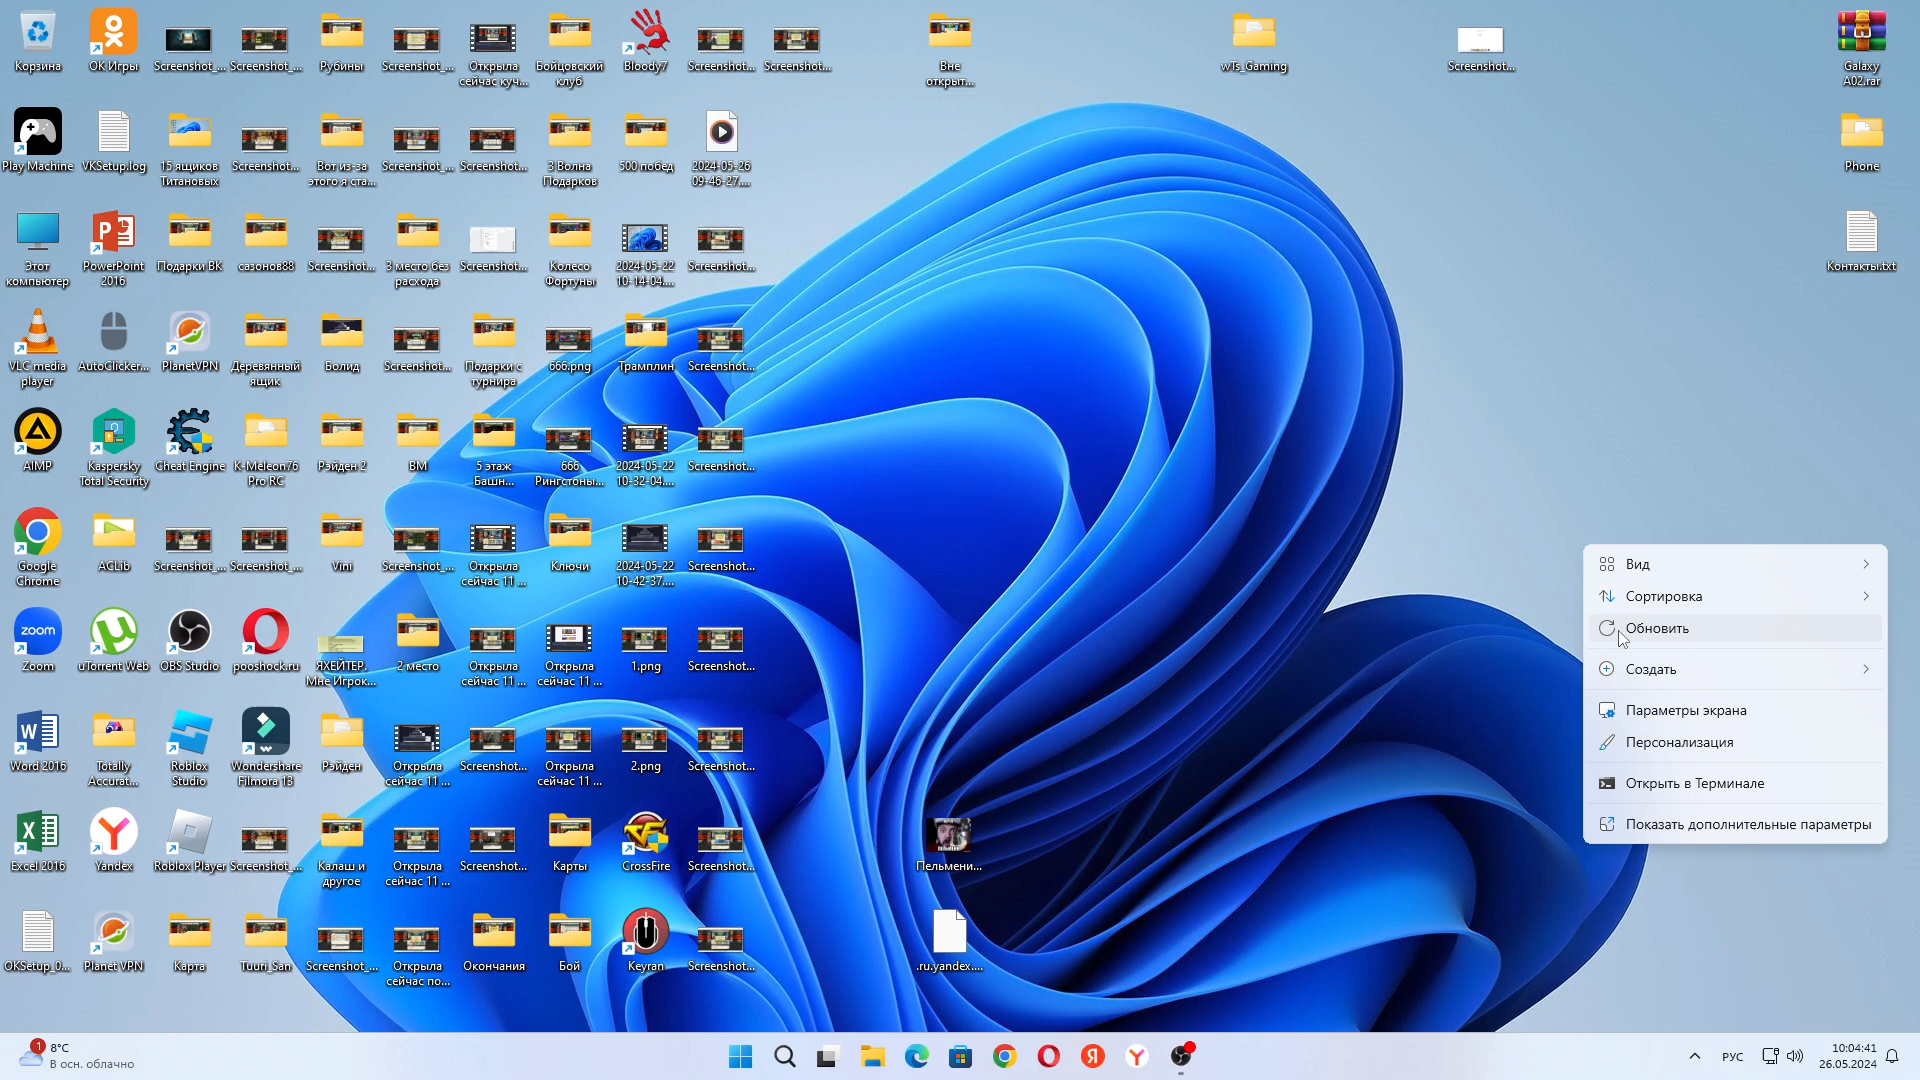 Корзина
ОК Игры
Screenshot_...
Screenshot_...
Рубины
Screenshot_...
Открыла
сейчас куч...
Бойцовский
клуб
Bloody7
Screenshot...
Screenshot...
Вне
открыт...
wTs_Gaming
Screenshot...
Galaxy
A02.rar
Play Machine
VKSetup.log
15 ящиков
Титановых
Screenshot...
Вот из-за
этого я ста...
Screenshot_...
Screenshot...
3 Волна
Подарков
500 побед
2024-05-26
09-46-27....
Phone
Этот
компьютер
PowerPoint
2016
Подарки ВК
сазонов88
Screenshot...
3 место без
расхода
Screenshot...
Колесо
Фортуны
2024-05-22
10-14-04....
Screenshot...
Контакты.txt
VLC media
player
AutoClicker...
PlanetVPN
Деревянный
ящик
Болид
Screenshot...
Подарки с
турнира
666.png
Трамплин
Screenshot...
AIMP
Kaspersky
Total Security
Cheat Engine
K-Meleon76
Pro RC
Рэйден 2
ВМ
5 этаж
Башн...
666
Рингстоны...
2024-05-22
10-32-04....
Screenshot...
Google
Chrome
ACLib
Screenshot_...
Screenshot_...
Vini
Screenshot_...
Открыла
сейчас 11 ...
Ключи
2024-05-22
10-42-37....
Screenshot...
zoom
Zoom
uTorrent Web
OBS Studio
pooshock.ru
ЯХЕЙТЕР.
Мне Игрок...
2 место
Открыла
сейчас 11 ...
Открыла
сейчас 11 ...
1.png
Screenshot...
Word 2016
Totally
Accurat...
Roblox
Studio
Wondershare
Filmora 13
Рэйден
Открыла
сейчас 11 ...
Screenshot...
Открыла
сейчас 11 ...
2.png
Screenshot...
Excel 2016
Yandex
Roblox Player
Screenshot_...
Калаш и
другое
Открыла
сейчас 11 ...
Screenshot...
Карты
CrossFire
Screenshot...
Пельмени...
OKSetup_0...
Planet VPN
Карта
Tuuri_San
Screenshot_...
Открыла
сейчас по...
Окончания
Бой
Keyran
Screenshot...
.ru.yandex....
Вид
Сортировка
Обновить
Создать
Параметры экрана
Персонализация
Открыть в Терминале
Показать дополнительные параметры
1
8°C
В осн. облачно
РУС
10:04:41
26.05.2024